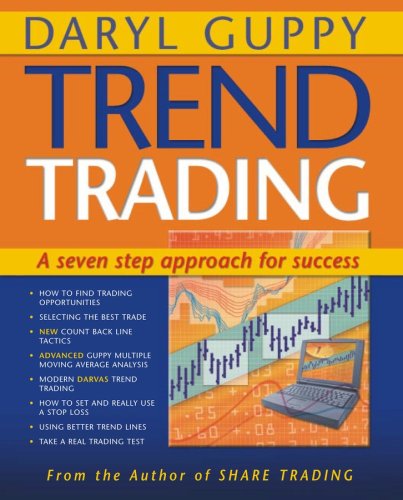 DARYL GUPPY
TREND
TRADING
A seven step approach for success
• HOW TO FIND TRADING
OPPORTUNITIES
• SELECTING THE BEST TRADE
• NEW COUNT BACK LINE
TACTICS
• ADVANCED GUPPY MULTIPLE
MOVING AVERAGE ANALYSIS
• MODERN DARVAS TREND
TRADING
• HOW TO SET AND REALLY USE
A STOP LOSS
• USING BETTER TREND LINES
• TAKE A REAL TRADING TEST
From the Author of SHARE TRADING